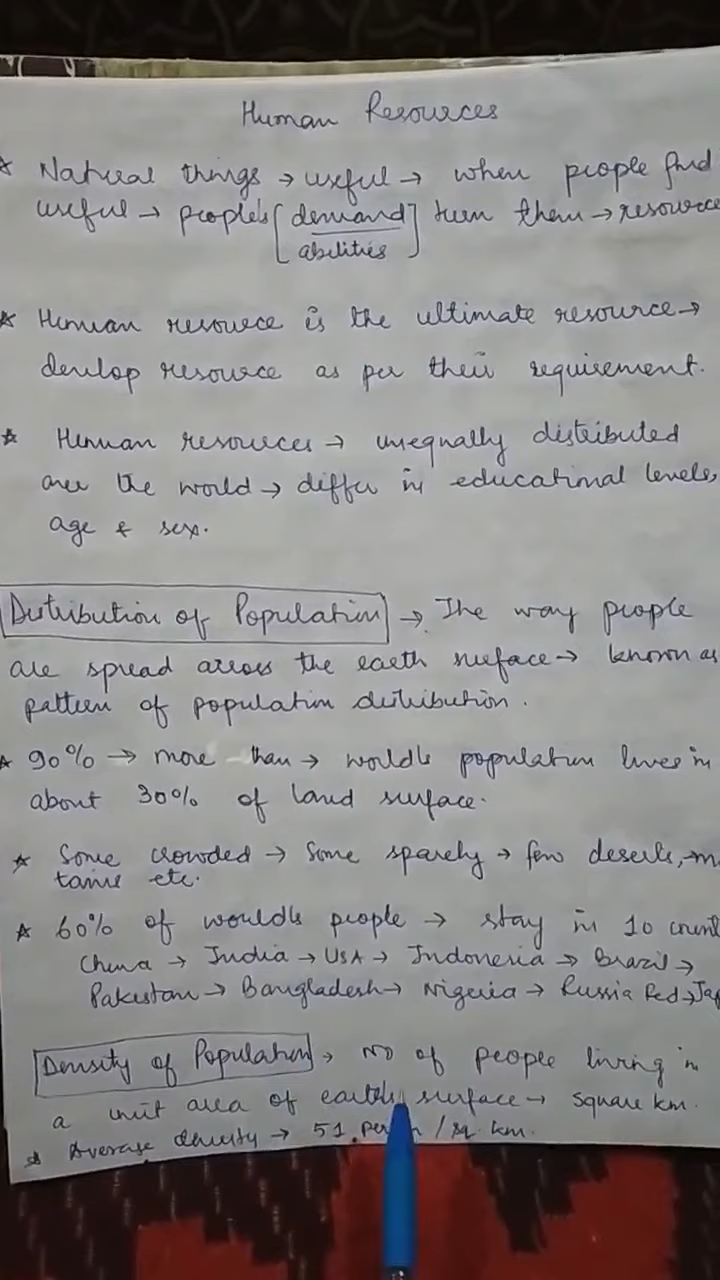 Human Resources
★ Natural things → useful → when people find
useful → people's [demand] turn them → resource
[abilities]
★ Human resource is the ultimate resource →
develop resource as per their requirement.
★ Human resources → unequally distributed
over the world → differ in educational levels,
age & sex.
Distribution of Population → The way people
are spread across the earth surface → known as
pattern of population distribution.
★ 90% → more than → world's population lives in
about 30% of land surface.
★ Some crowded → Some sparely → few deserts,
tains etc.
★ 60% of world's people → stay in 10
China → India → USA → Indonesia → Brazil →
Pakistan → Bangladesh → Nigeria → Russia Fed →
Density of Population → No of people living in
a unit area of earth surface → square km.
★ Average density → 51 / sq. km.